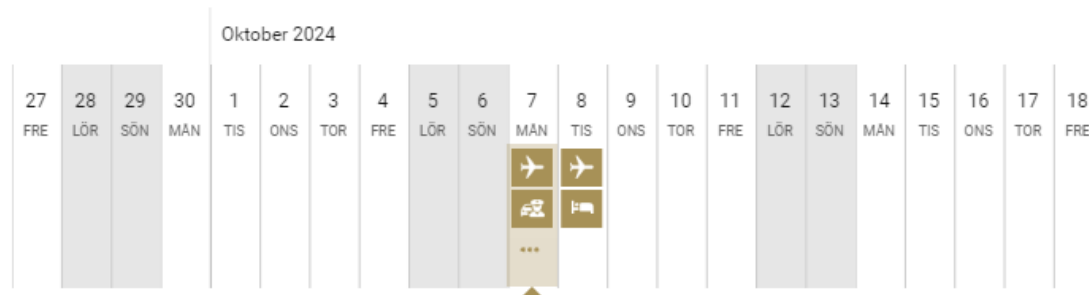 Oktober 2024
27 28 29 30 1 2 3 4 5 6 7 8 9 10 11 12 13 14 15 16 17 18
FRE LÖR SÖN MÅN TIS ONS TOR FRE LÖR SÖN MÅN TIS ONS TOR FRE LÖR SÖN MÅN TIS ONS TOR FRE